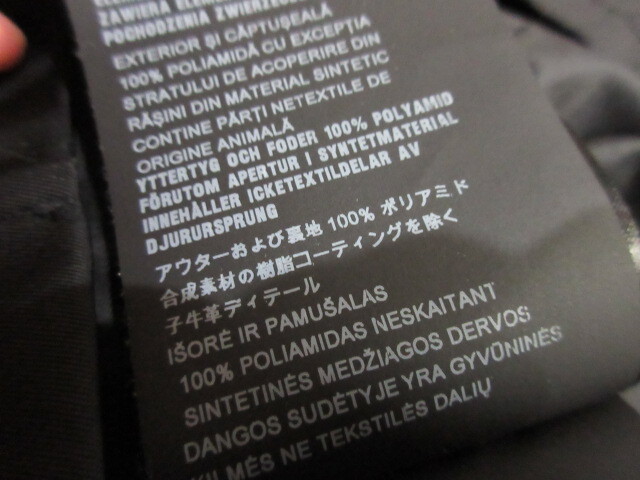 ZAWIERA
POCHODZENIA
EXTERIOR ȘI CĂPTUȘEALĂ
100% POLIAMIDĂ CU EXCEPȚIA
STRATULUI DE ACOPERIRE DIN
RĂȘINI DIN MATERIAL SINTETIC
CONȚINE PĂRȚI NETEXTILE DE
ORIGINE ANIMALĂ
YTTERTYG OCH FODER 100% POLYAMID
FÖRUTOM APERTUR I SYNTETMATERIAL
INNEHÅLLER ICKETEXTILDELAR AV
DJURURSPRUNG
アウターおよび裏地 100% ポリアミド
合成素材の樹脂コーティングを除く
子牛革ディテール
IŠORĖ IR PAMUŠALAS
100% POLIAMIDAS NESKAITANT
SINTETINĖS MEDŽIAGOS DERVOS
DANGOS SUDĖTYJE YRA GYVŪNINĖS
KILMĖS NE TEKSTILĖS DALIŲ